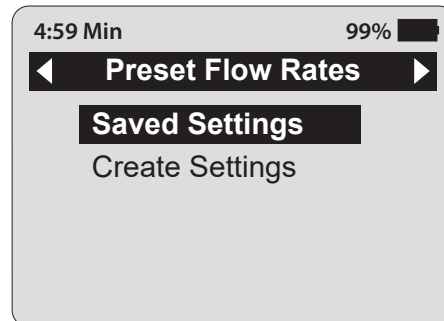 4:59 Min 99%
Preset Flow Rates
Saved Settings
Create Settings